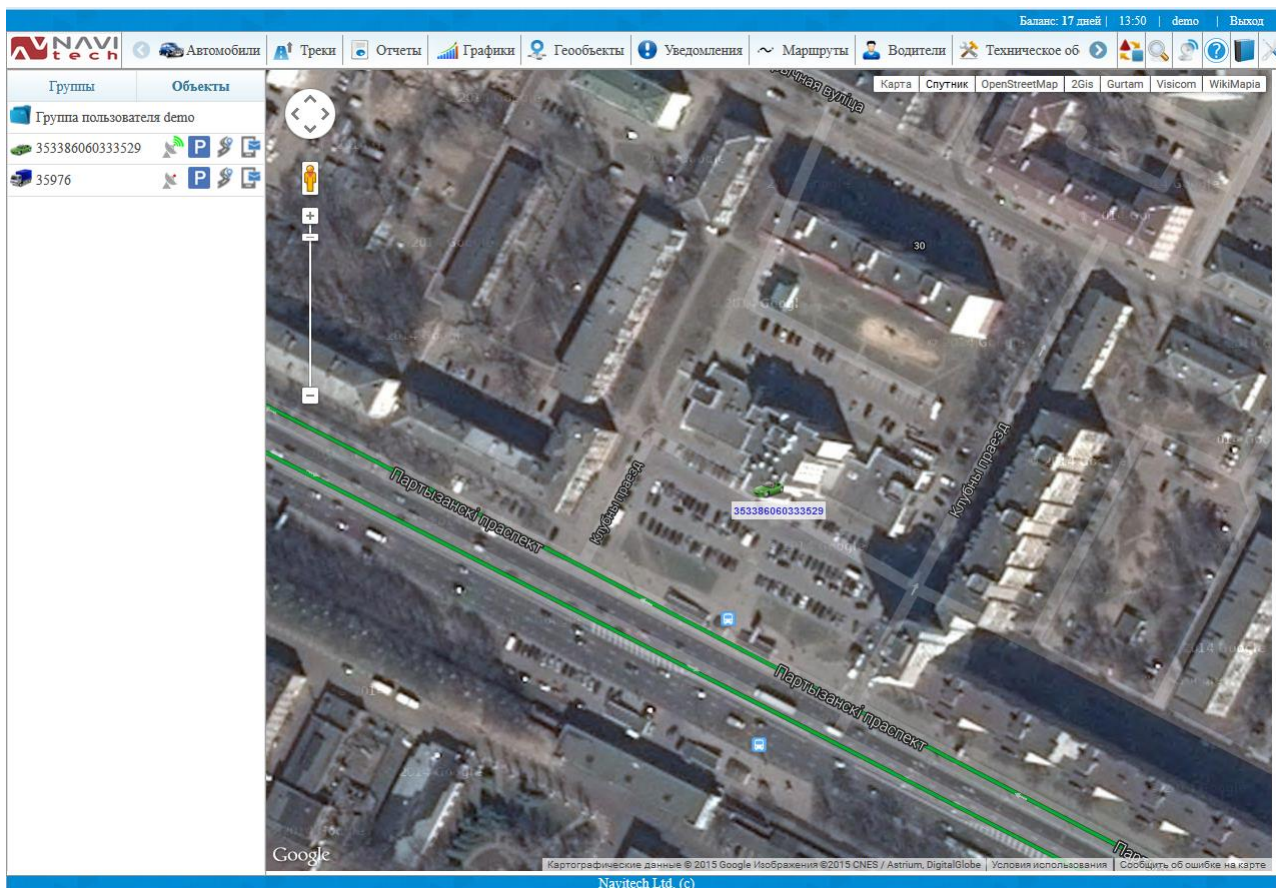 Баланс: 17 дней | 13:50 | demo | Выход
NAVI tech
Автомобили Треки Отчеты Графики Геообъекты Уведомления Маршруты Водители Техническое об
Группы Объекты
Группа пользователя demo
353386060333529
35976
Карта Спутник OpenStreetMap 2Gis Gurtam Visicom WikiMapia
вуліца
30
Партызанскі праспект
Клубны праезд
Клубны праезд
353386060333529
Партызанскі праспект
Google
Картографические данные © 2015 Google Изображения ©2015 CNES / Astrium, DigitalGlobe Условия использования Сообщить об ошибке на карте
Navitech Ltd. (c)